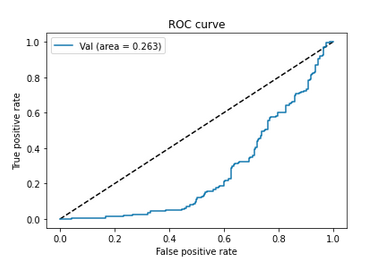 ROC curve
Val (area = 0.263)
1.0
0.8
0.6
0.4
0.2
0.0
True positive rate
0.0 0.2 0.4 0.6 0.8 1.0
False positive rate